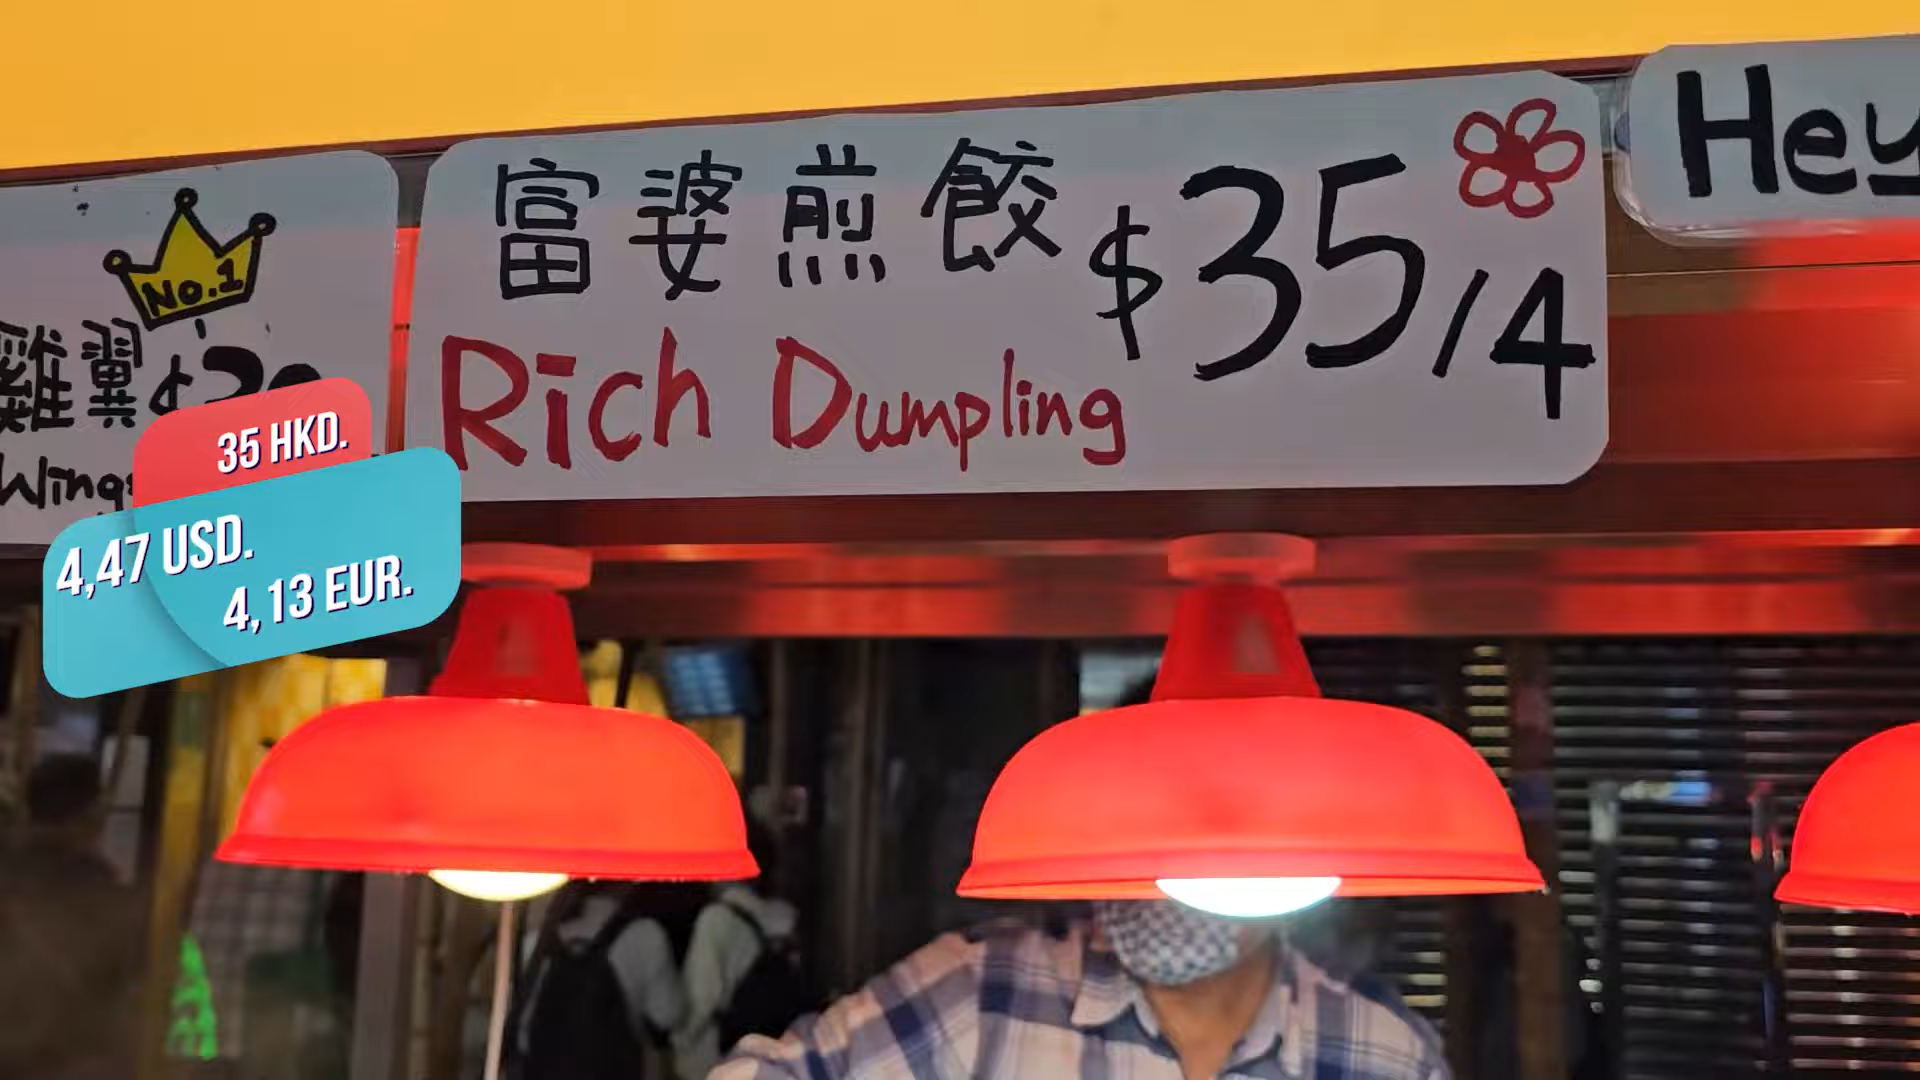 No.1
雞翼
Wings
富婆煎餃 $35/4
Rich Dumpling
Hey
35 HKD.
4,47 USD.
4,13 EUR.